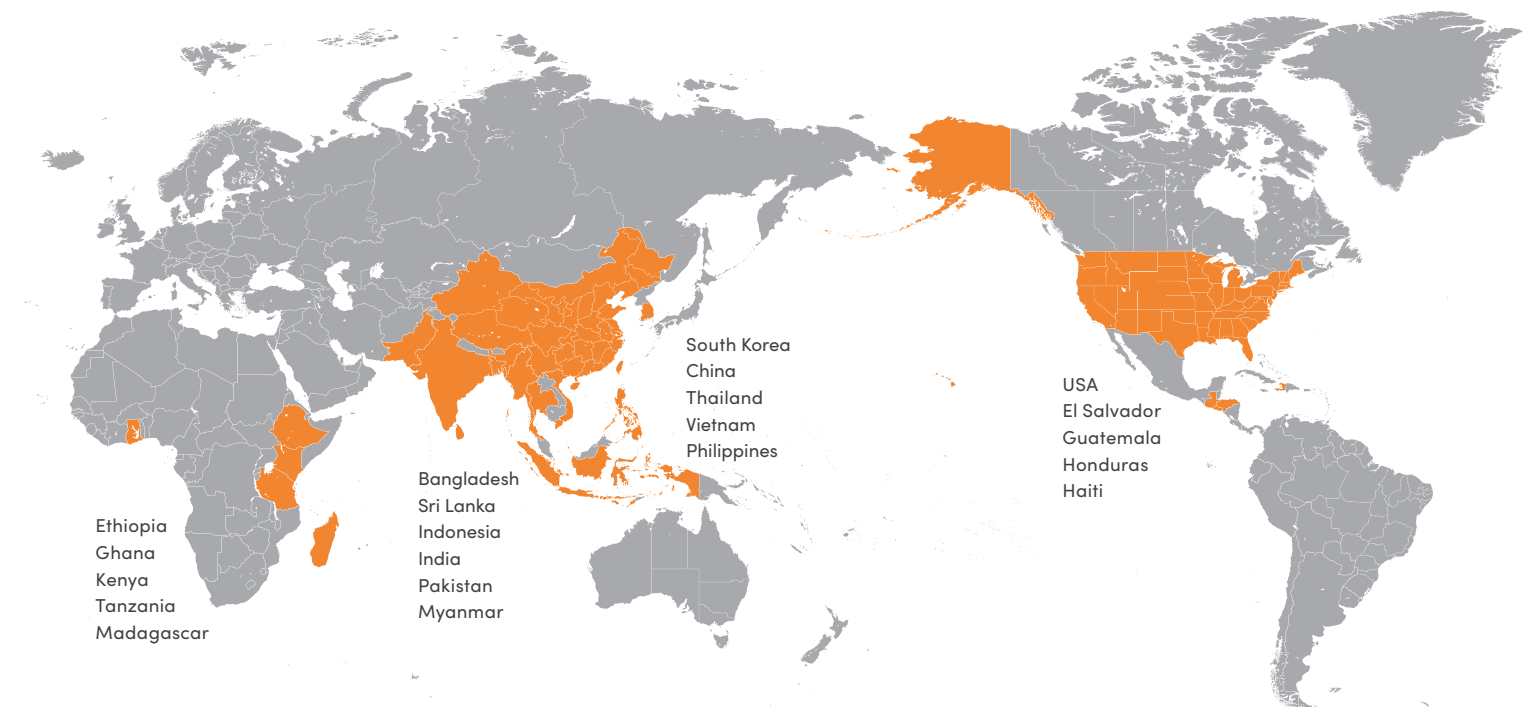 Ethiopia
Ghana
Kenya
Tanzania
Madagascar
Bangladesh
Sri Lanka
Indonesia
India
Pakistan
Myanmar
South Korea
China
Thailand
Vietnam
Philippines
USA
El Salvador
Guatemala
Honduras
Haiti